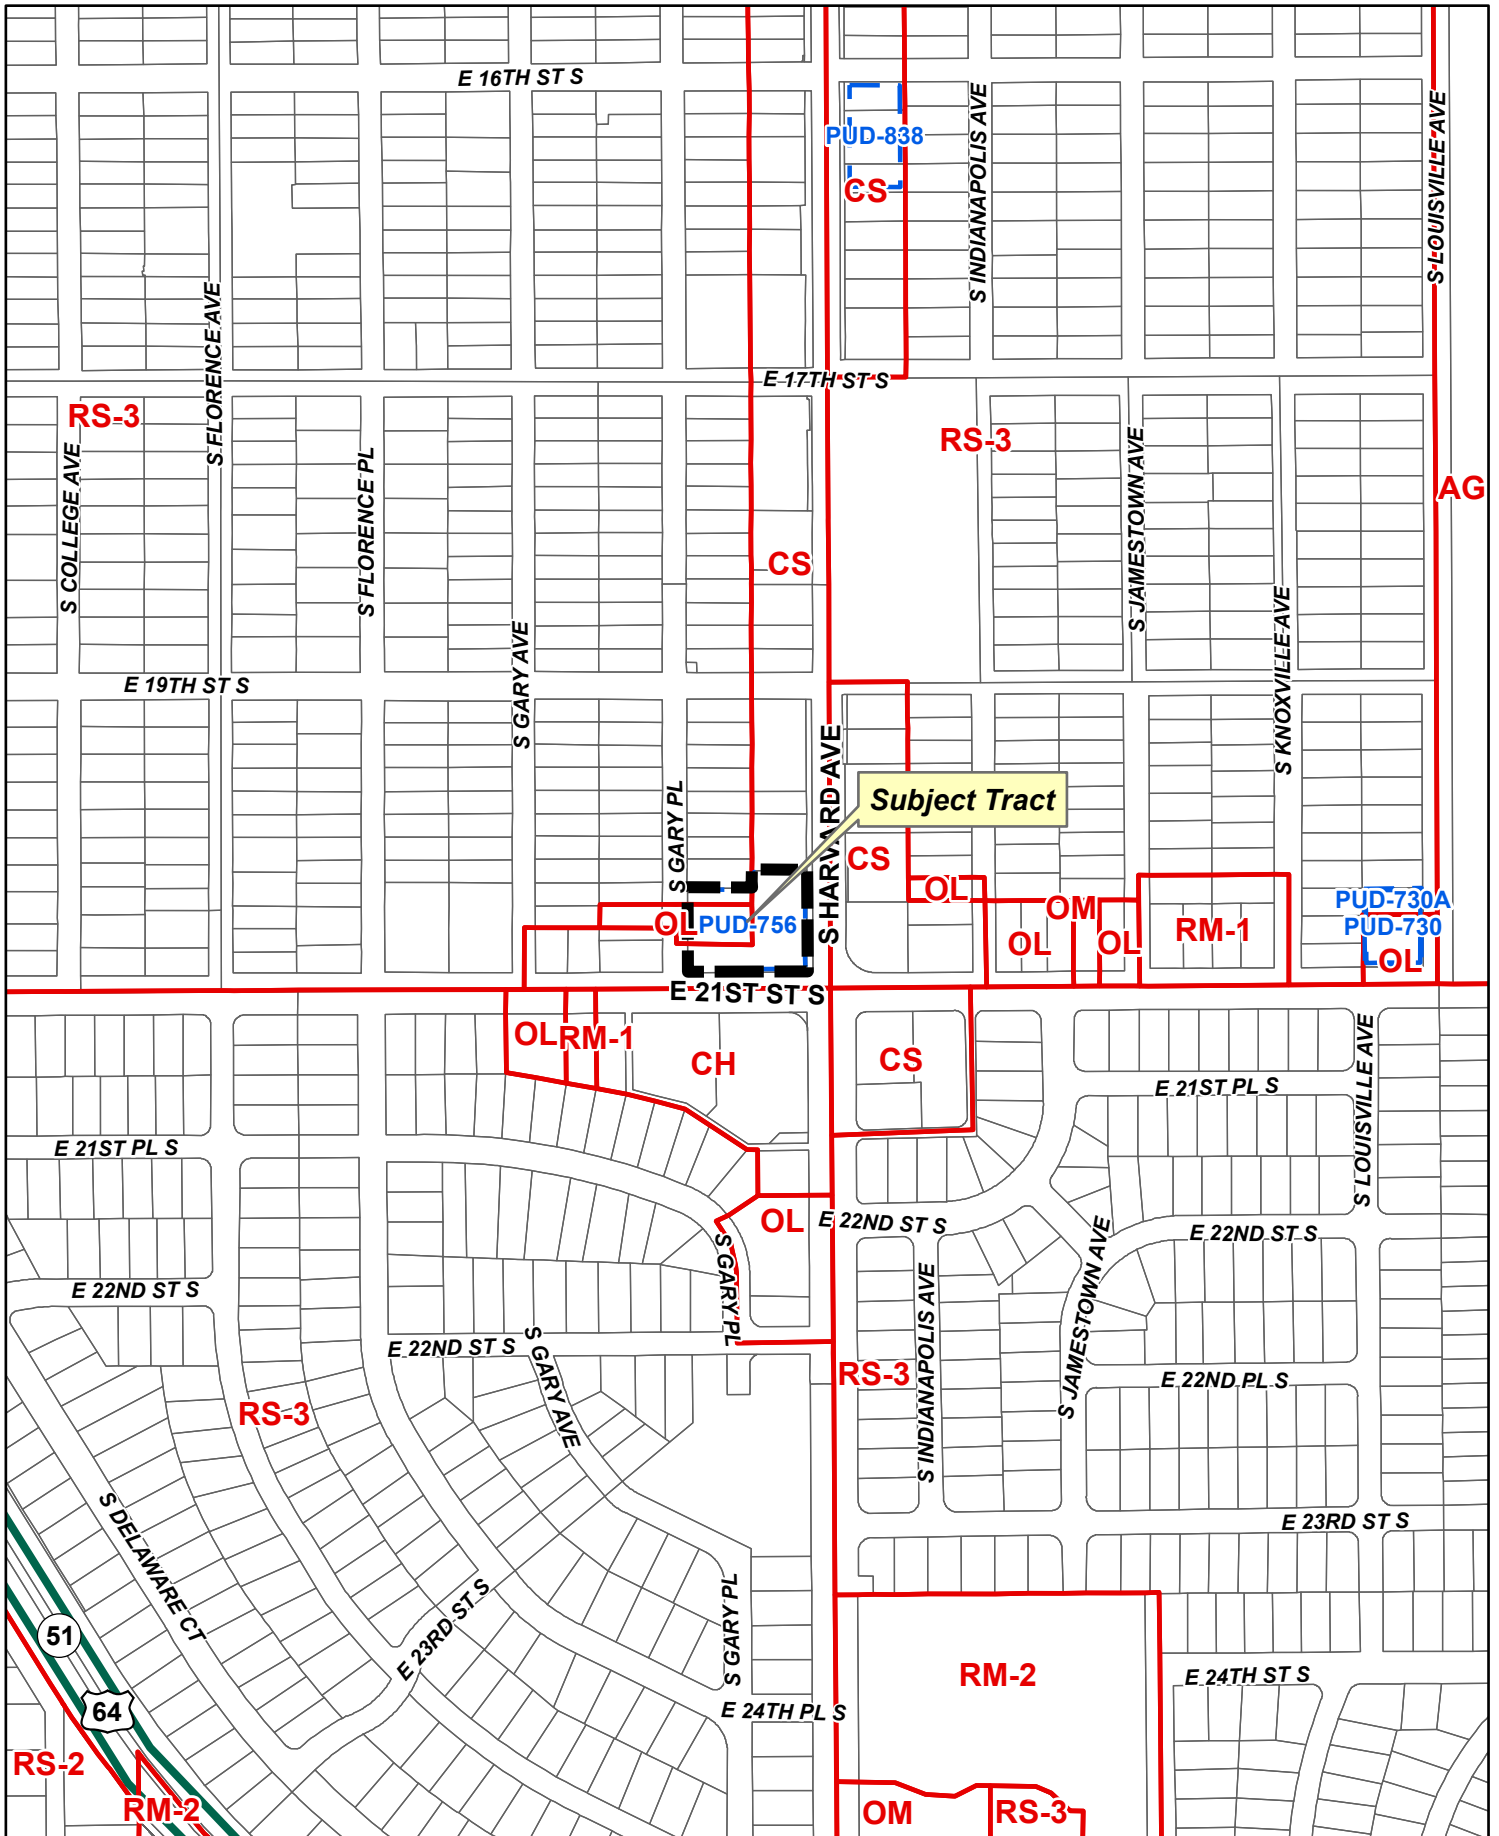 E 16TH ST S
PUD-838
CS
S INDIANAPOLIS AVE
S LOUISVILLE AVE
S FLORENCE AVE
E 17TH ST S
RS-3
RS-3
S COLLEGE AVE
S FLORENCE PL
S JAMESTOWN AVE
AG
CS
S GARY AVE
S KNOXVILLE AVE
E 19TH ST S
S HARVARD AVE
S GARY PL
Subject Tract
CS
OL
OL
PUD-756
OM
OL
OL
RM-1
PUD-730A
PUD-730
OL
E 21ST ST S
OL
RM-1
CH
CS
S LOUISVILLE AVE
E 21ST PL S
E 21ST PL S
OL
E 22ND ST S
E 22ND ST S
S GARY PL
S JAMESTOWN AVE
S INDIANAPOLIS AVE
E 22ND ST S
E 22ND ST S
S GARY AVE
RS-3
E 22ND PL S
RS-3
S DELAWARE CT
E 23RD ST S
E 23RD ST S
S GARY PL
51
64
RM-2
E 24TH ST S
E 24TH PL S
RS-2
RM-2
OM
RS-3